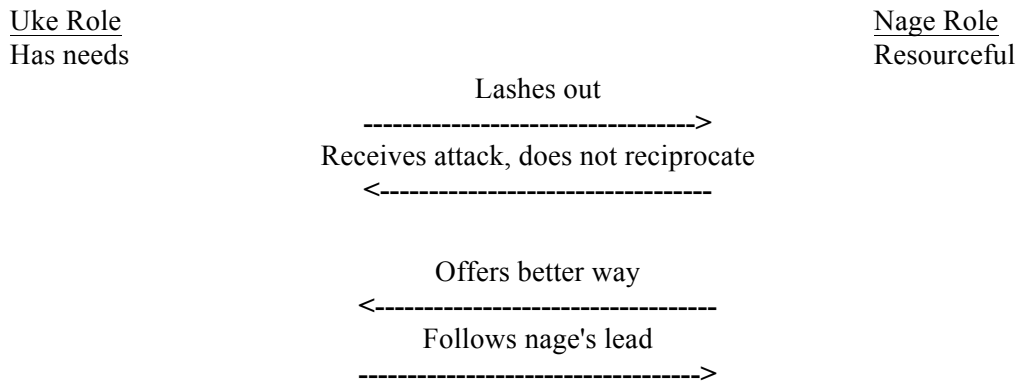 Uke Role Nage Role
Has needs Resourceful
Lashes out
---------------------------------->
Receives attack, does not reciprocate
<----------------------------------
Offers better way
<-----------------------------------
Follows nage's lead
----------------------------------->